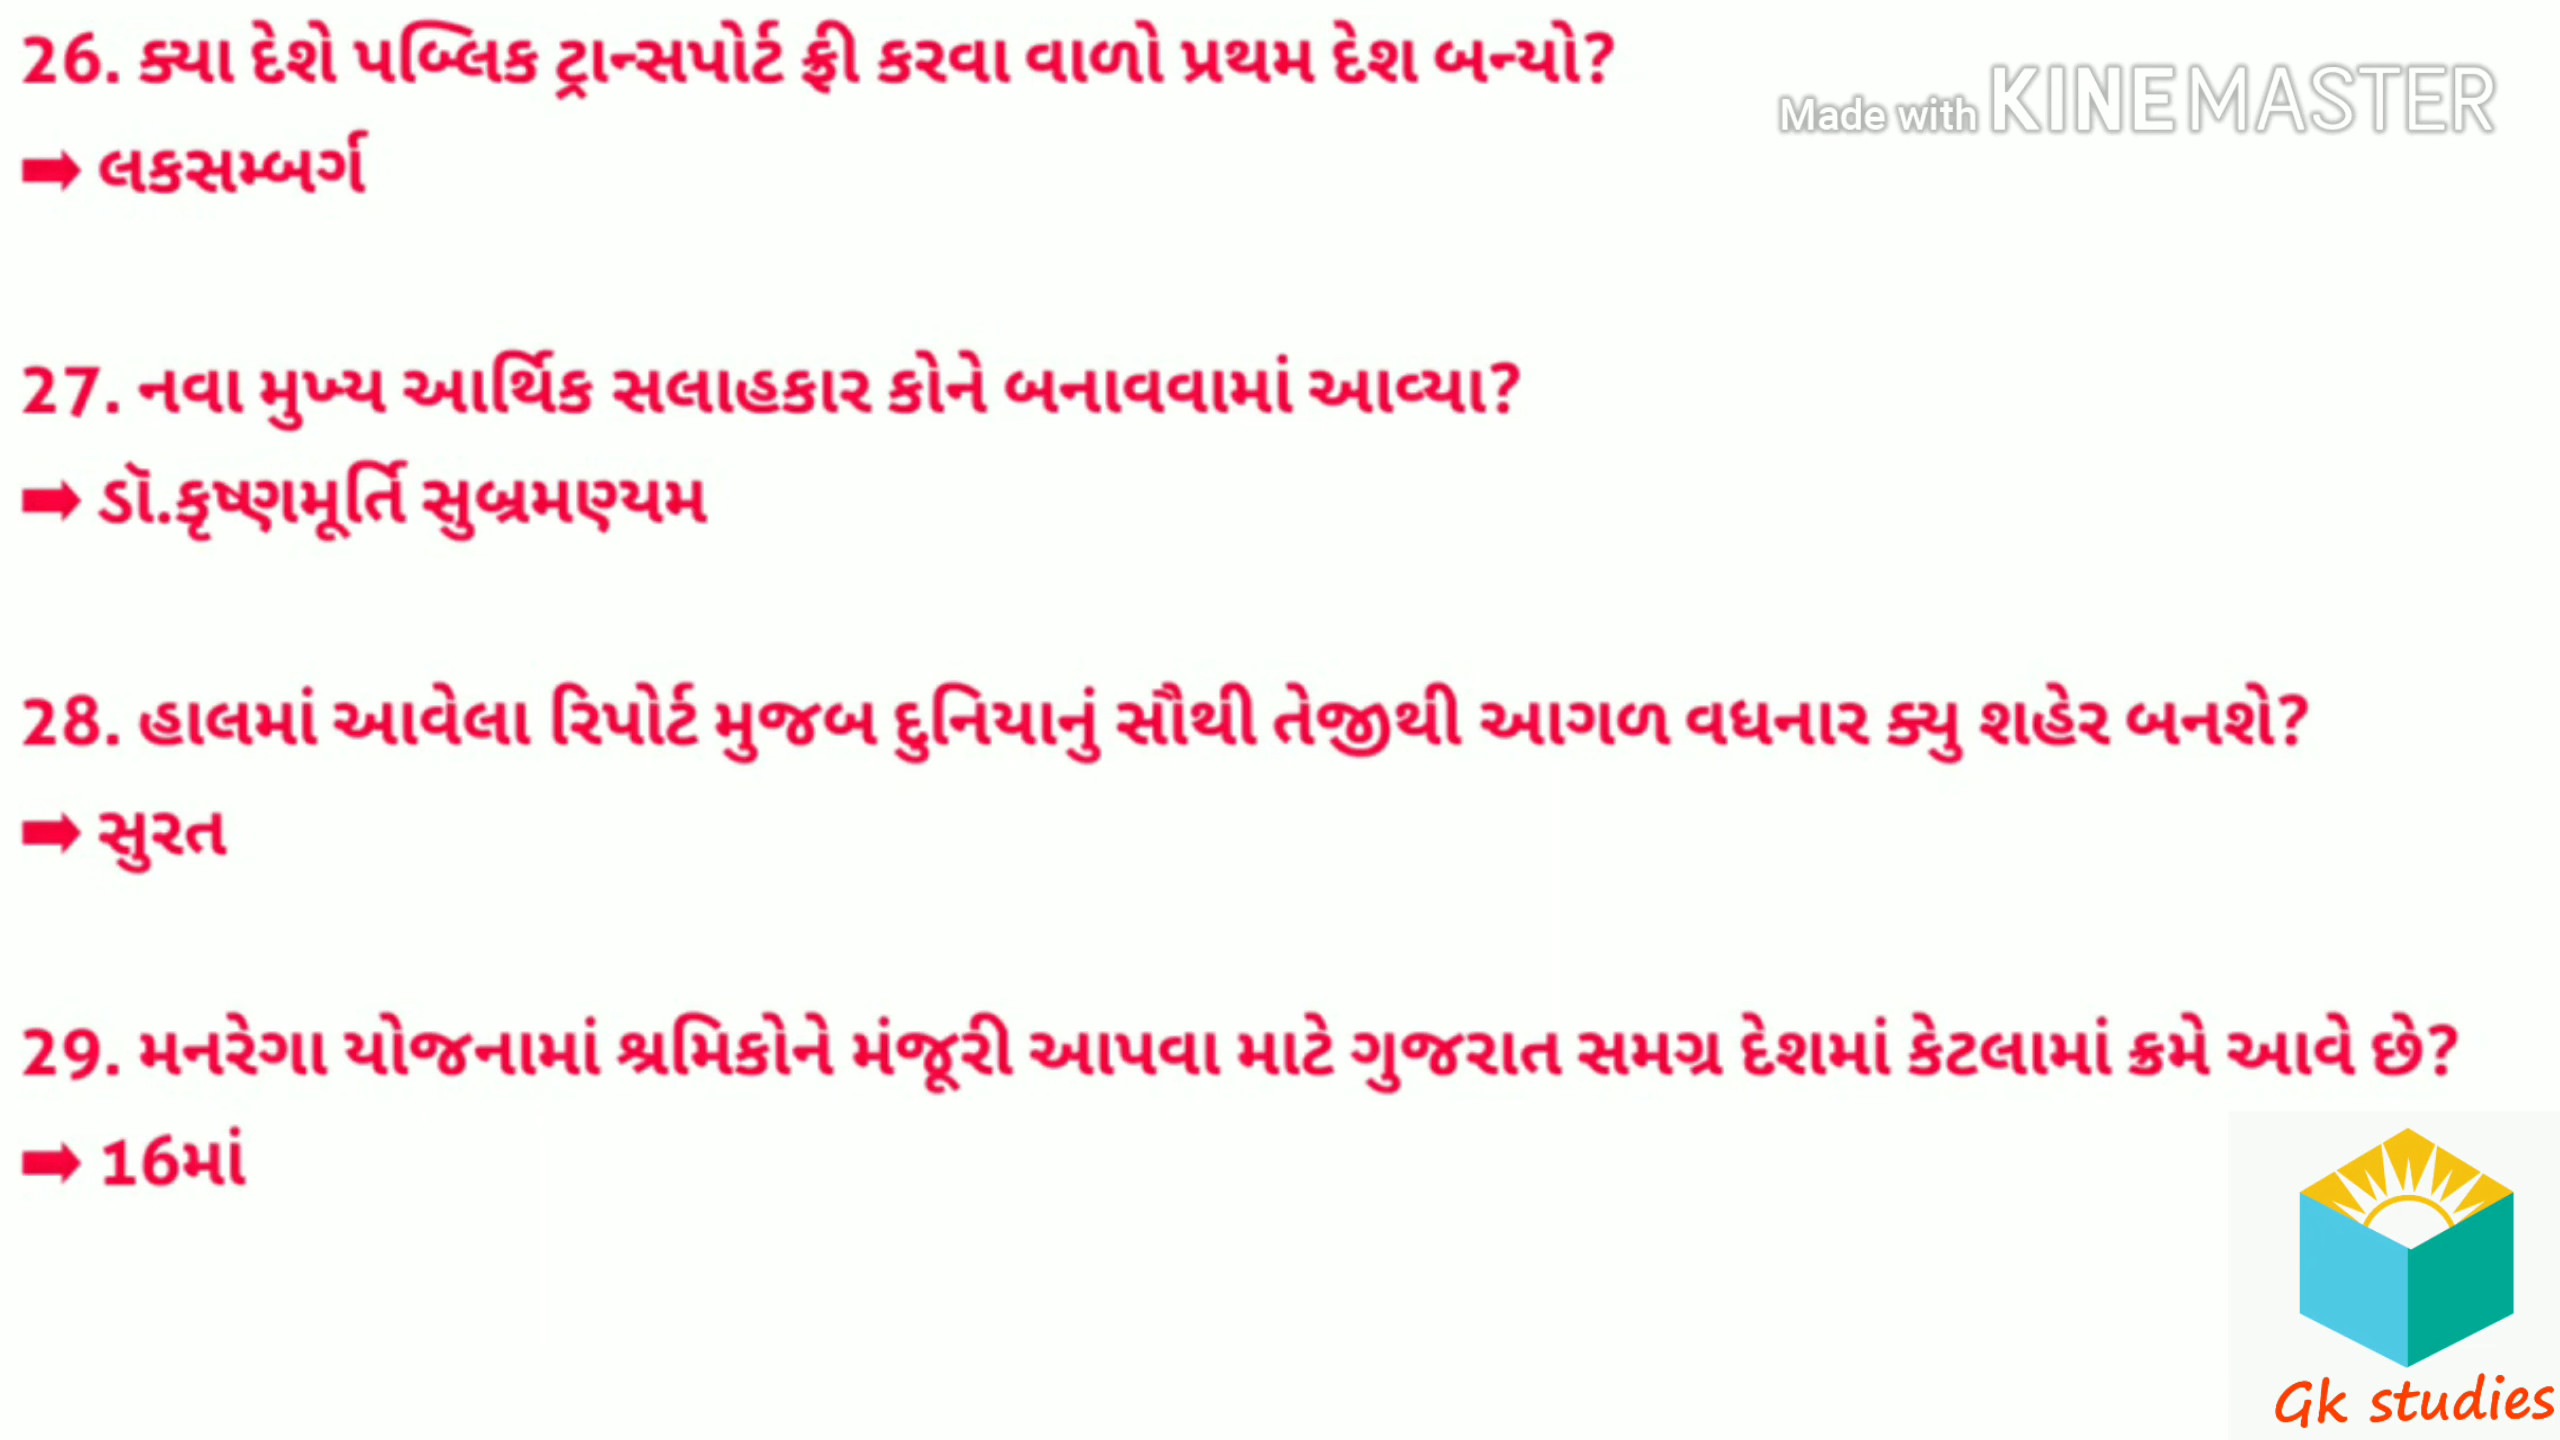 26. ક્યા દેશે પબ્લિક ટ્રાન્સપોર્ટ ફ્રી કરવા વાળો પ્રથમ દેશ બન્યો?
Made with KINEMASTER
➡ લકસમ્બર્ગ
27. નવા મુખ્ય આર્થિક સલાહકાર કોને બનાવવામાં આવ્યા?
➡ ડૉ.કૃષ્ણમૂર્તિ સુબ્રમણ્યમ
28. હાલમાં આવેલા રિપોર્ટ મુજબ દુનિયાનું સૌથી તેજીથી આગળ વધનાર ક્યુ શહેર બનશે?
➡ સુરત
29. મનરેગા યોજનામાં શ્રમિકોને મંજૂરી આપવા માટે ગુજરાત સમગ્ર દેશમાં કેટલામાં ક્રમે આવે છે?
➡ 16માં
Gk studies